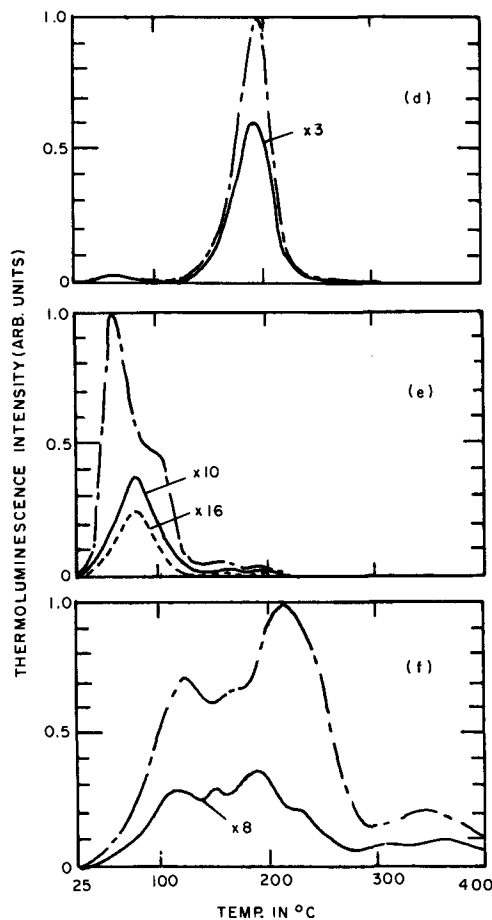 1.0
(d)
x3
0.5
0
1.0
(e)
0.5
x10
x16
0
1.0
(f)
0.5
x8
0
25 100 200 300 400
TEMP. IN °C
THERMOLUMINESCENCE INTENSITY (ARB. UNITS)